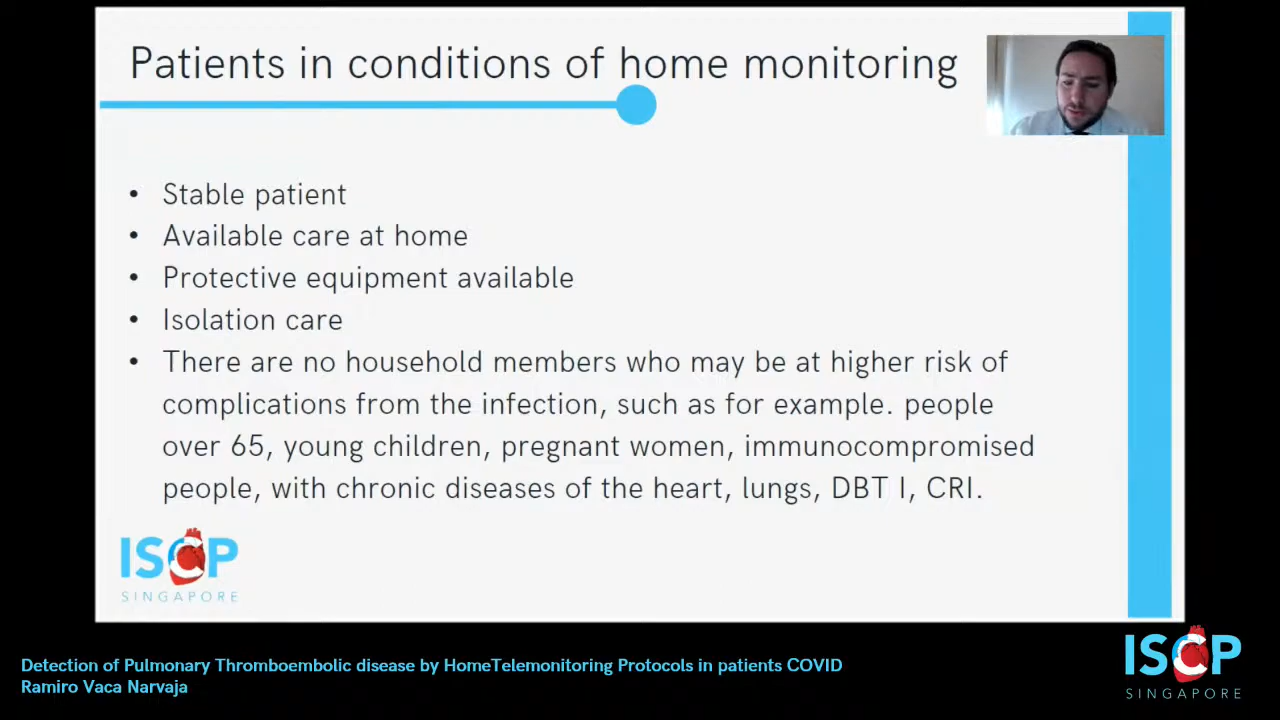 Patients in conditions of home monitoring
• Stable patient
• Available care at home
• Protective equipment available
• Isolation care
• There are no household members who may be at higher risk of
complications from the infection, such as for example. people
over 65, young children, pregnant women, immunocompromised
people, with chronic diseases of the heart, lungs, DBT I, CRI.
ISCP
SINGAPORE
Detection of Pulmonary Thromboembolic disease by HomeTelemonitoring Protocols in patients COVID
Ramiro Vaca Narvaja
ISCP
SINGAPORE